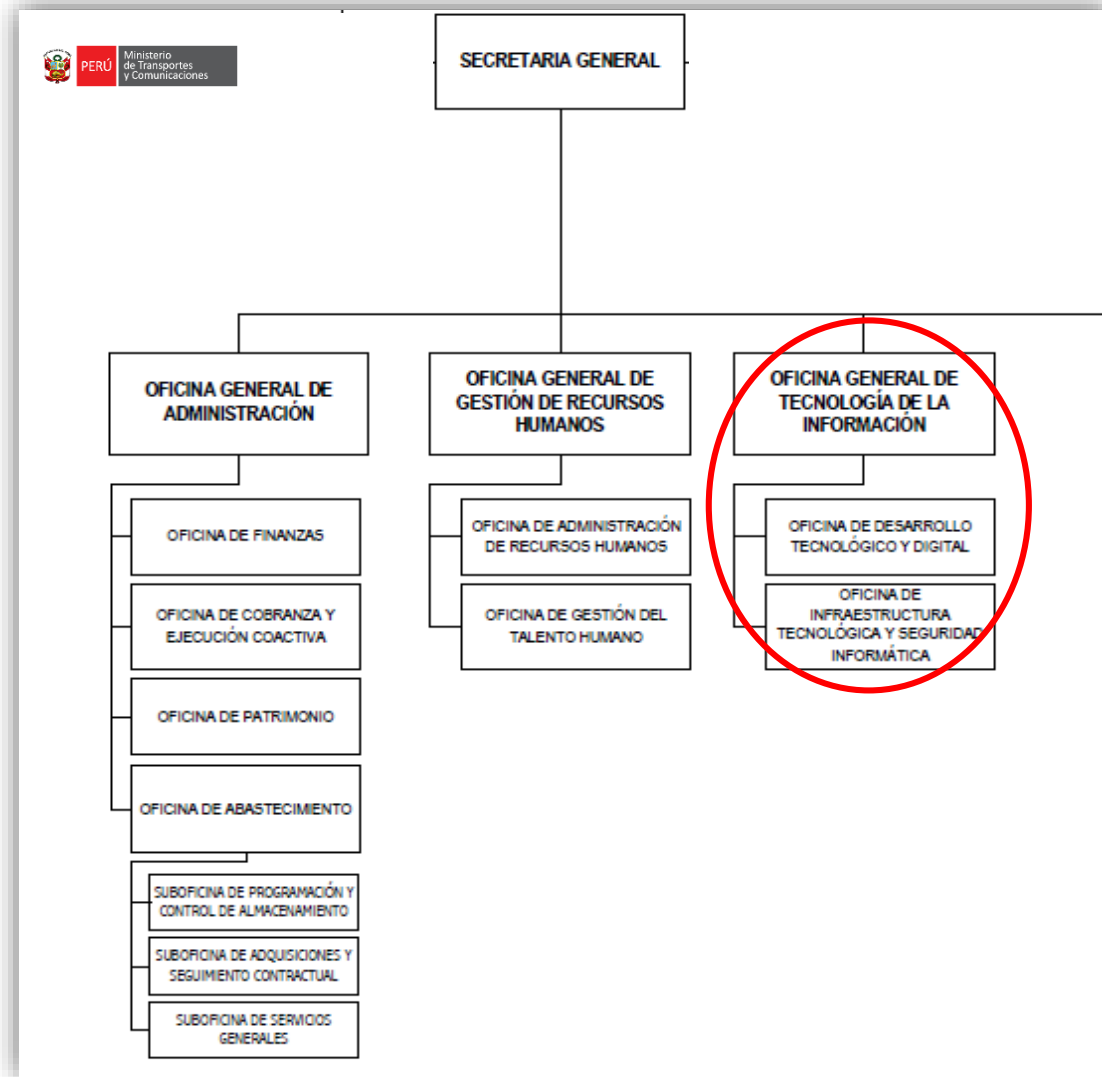 PERÚ
Ministerio
de Transportes
y Comunicaciones
SECRETARIA GENERAL
OFICINA GENERAL DE
ADMINISTRACIÓN
OFICINA DE FINANZAS
OFICINA DE COBRANZA Y
EJECUCIÓN COACTIVA
OFICINA DE PATRIMONIO
OFICINA DE ABASTECIMIENTO
SUBOFICINA DE PROGRAMACIÓN Y
CONTROL DE ALMACENAMIENTO
SUBOFICINA DE ADQUISICIONES Y
SEGUIMIENTO CONTRACTUAL
SUBOFICINA DE SERVICIOS
GENERALES
OFICINA GENERAL DE
GESTIÓN DE RECURSOS
HUMANOS
OFICINA DE ADMINISTRACIÓN
DE RECURSOS HUMANOS
OFICINA DE GESTIÓN DEL
TALENTO HUMANO
OFICINA GENERAL DE
TECNOLOGÍA DE LA
INFORMACIÓN
OFICINA DE DESARROLLO
TECNOLÓGICO Y DIGITAL
OFICINA DE
INFRAESTRUCTURA
TECNOLÓGICA Y SEGURIDAD
INFORMÁTICA